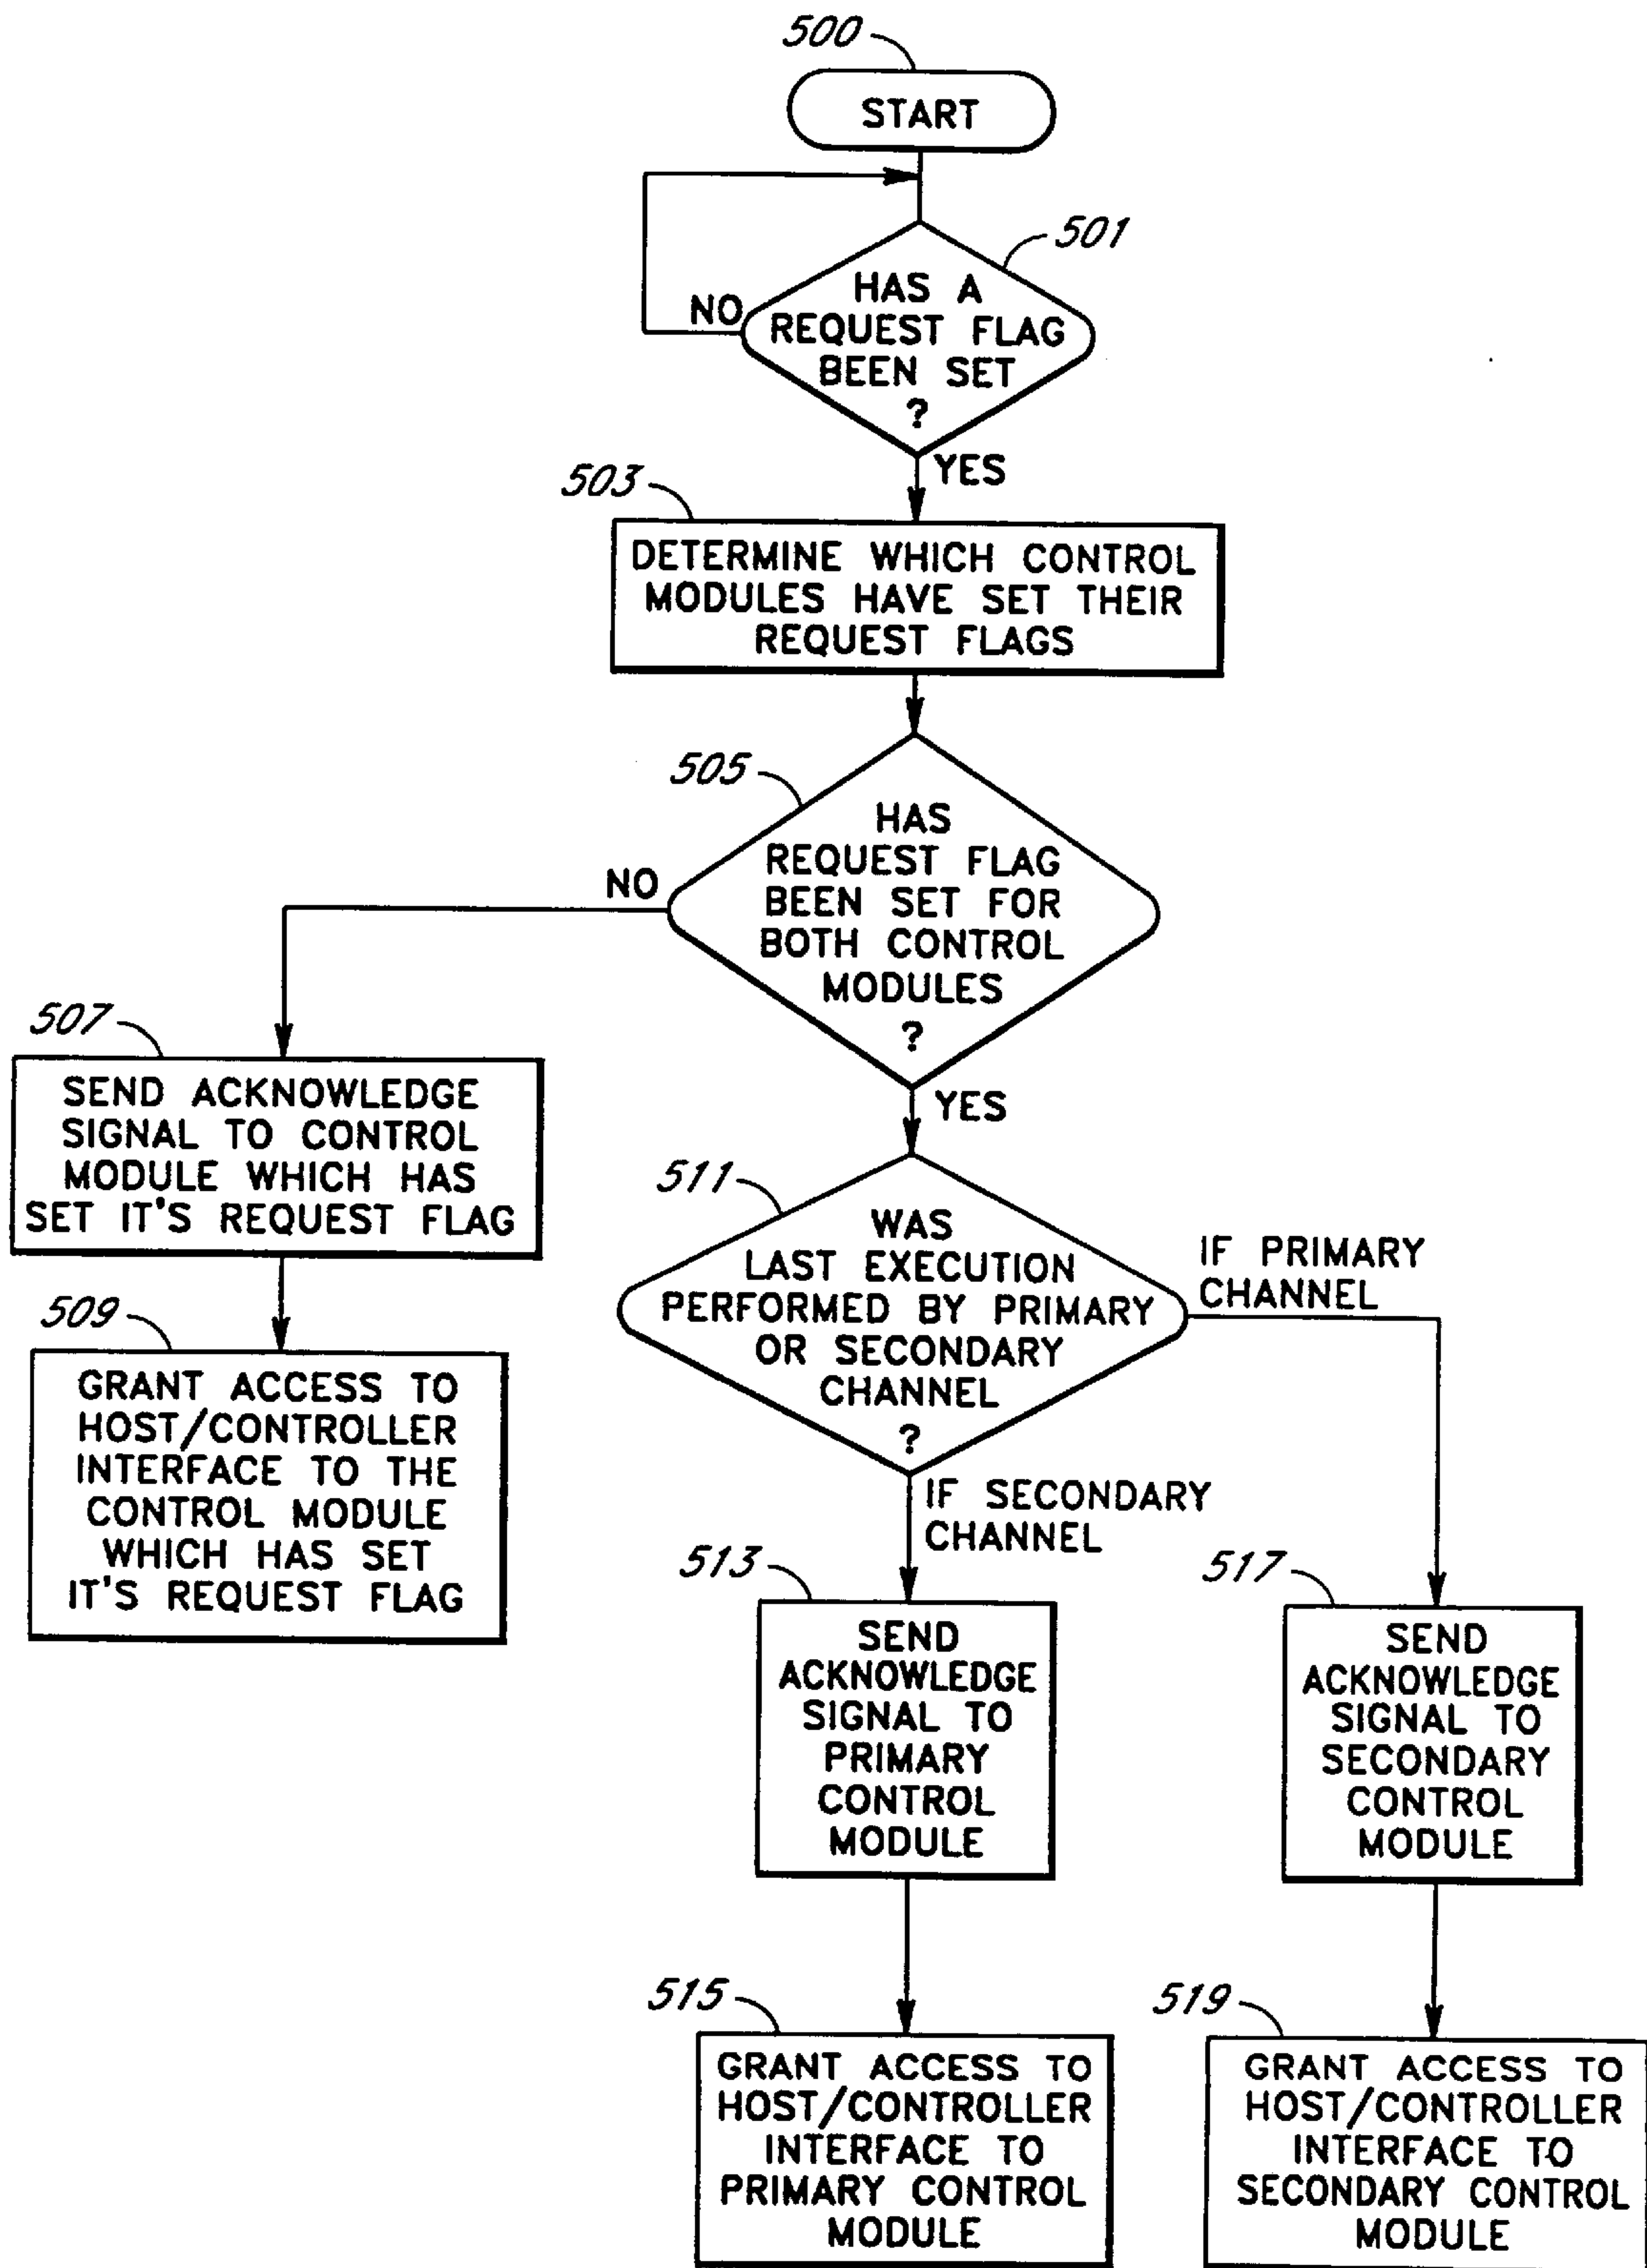 500
START
501
HAS A
REQUEST FLAG
BEEN SET
?
NO
YES
503
DETERMINE WHICH CONTROL
MODULES HAVE SET THEIR
REQUEST FLAGS
505
HAS
REQUEST FLAG
BEEN SET FOR
BOTH CONTROL
MODULES
?
NO
YES
507
SEND ACKNOWLEDGE
SIGNAL TO CONTROL
MODULE WHICH HAS
SET IT'S REQUEST FLAG
509
GRANT ACCESS TO
HOST/CONTROLLER
INTERFACE TO THE
CONTROL MODULE
WHICH HAS SET
IT'S REQUEST FLAG
511
WAS
LAST EXECUTION
PERFORMED BY PRIMARY
OR SECONDARY
CHANNEL
?
IF PRIMARY
CHANNEL
IF SECONDARY
CHANNEL
513
SEND
ACKNOWLEDGE
SIGNAL TO
PRIMARY
CONTROL
MODULE
517
SEND
ACKNOWLEDGE
SIGNAL TO
SECONDARY
CONTROL
MODULE
515
GRANT ACCESS TO
HOST/CONTROLLER
INTERFACE TO
PRIMARY CONTROL
MODULE
519
GRANT ACCESS TO
HOST/CONTROLLER
INTERFACE TO
SECONDARY CONTROL
MODULE